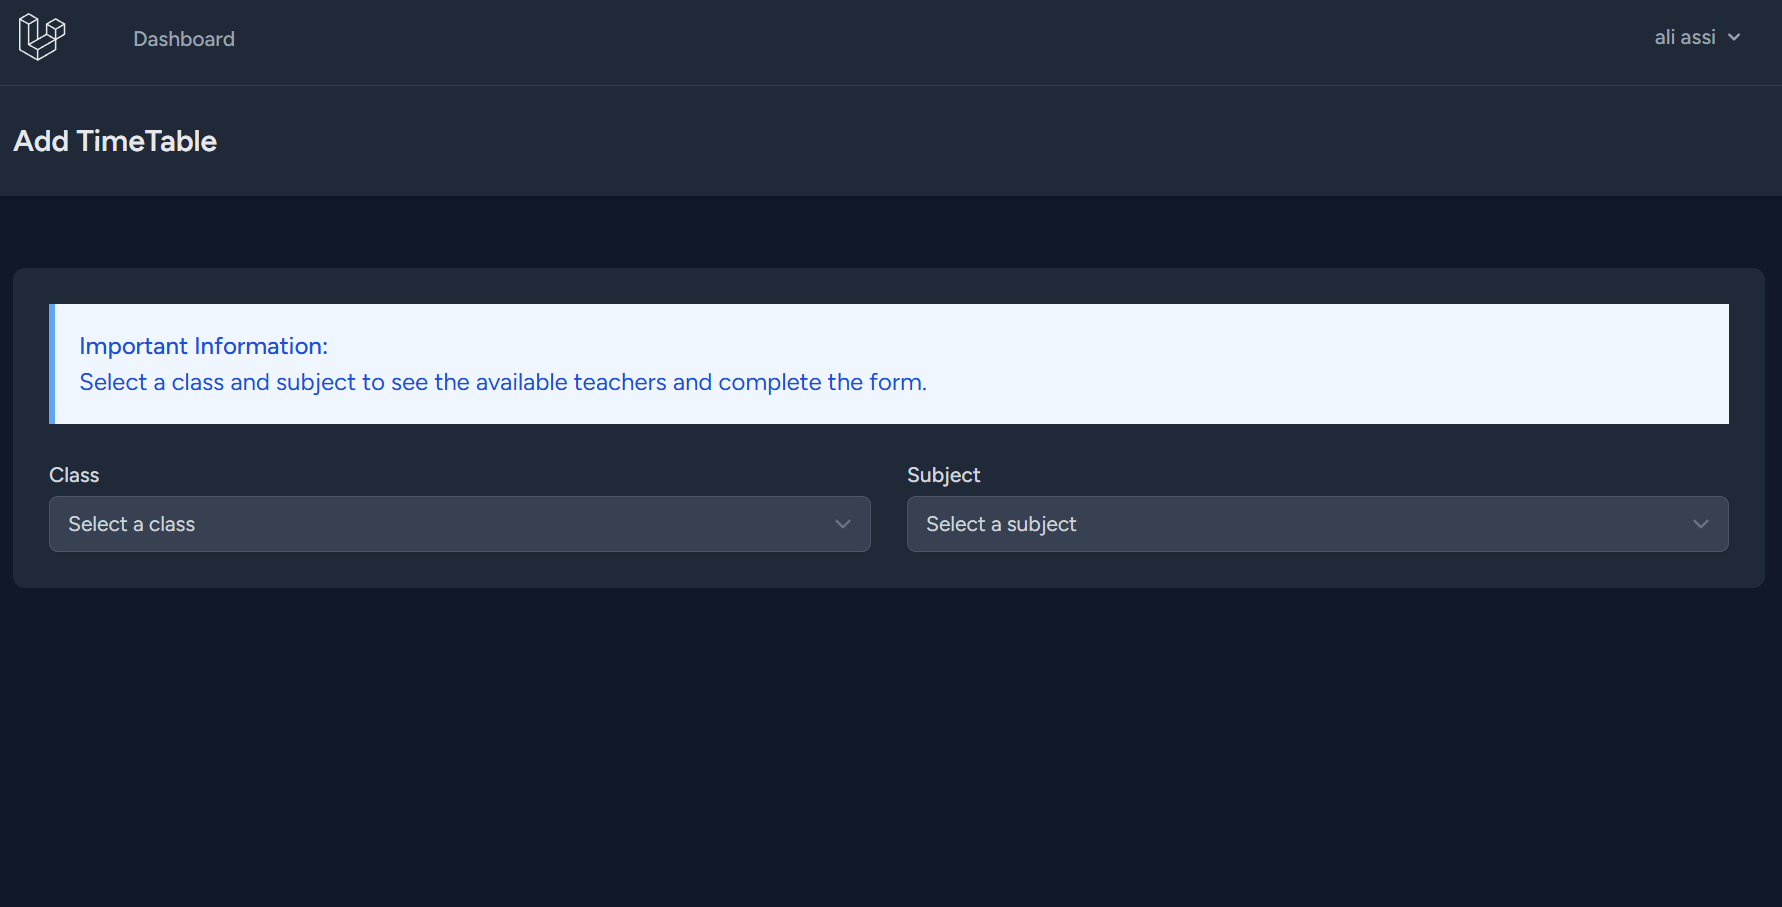 Dashboard
ali assi
Add TimeTable
Important Information:
Select a class and subject to see the available teachers and complete the form.
Class
Subject
Select a class
Select a subject